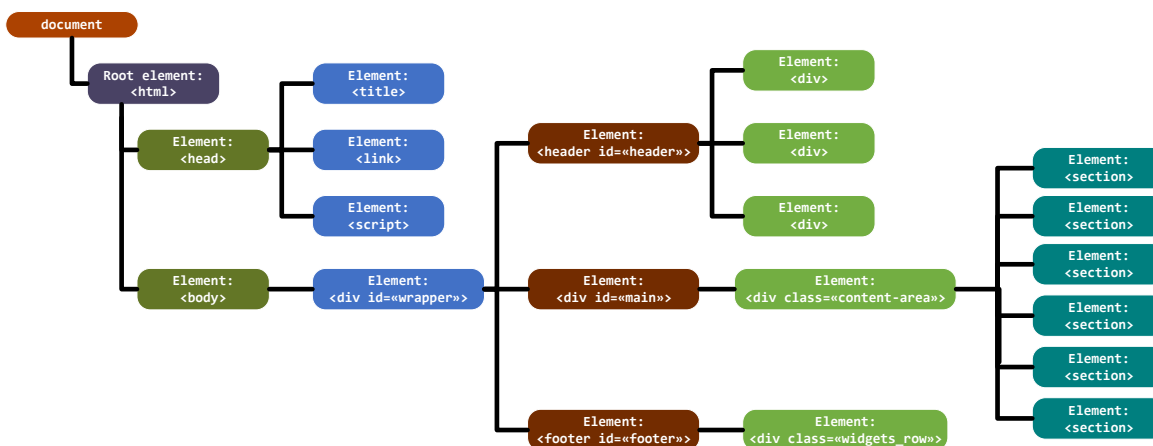 document
Root element:
<html>
Element:
<head>
Element:
<title>
Element:
<link>
Element:
<script>
Element:
<body>
Element:
<div id=«wrapper»>
Element:
<header id=«header»>
Element:
<div>
Element:
<div>
Element:
<div>
Element:
<div id=«main»>
Element:
<div class=«content-area»>
Element:
<section>
Element:
<section>
Element:
<section>
Element:
<section>
Element:
<section>
Element:
<section>
Element:
<footer id=«footer»>
Element:
<div class=«widgets_row»>